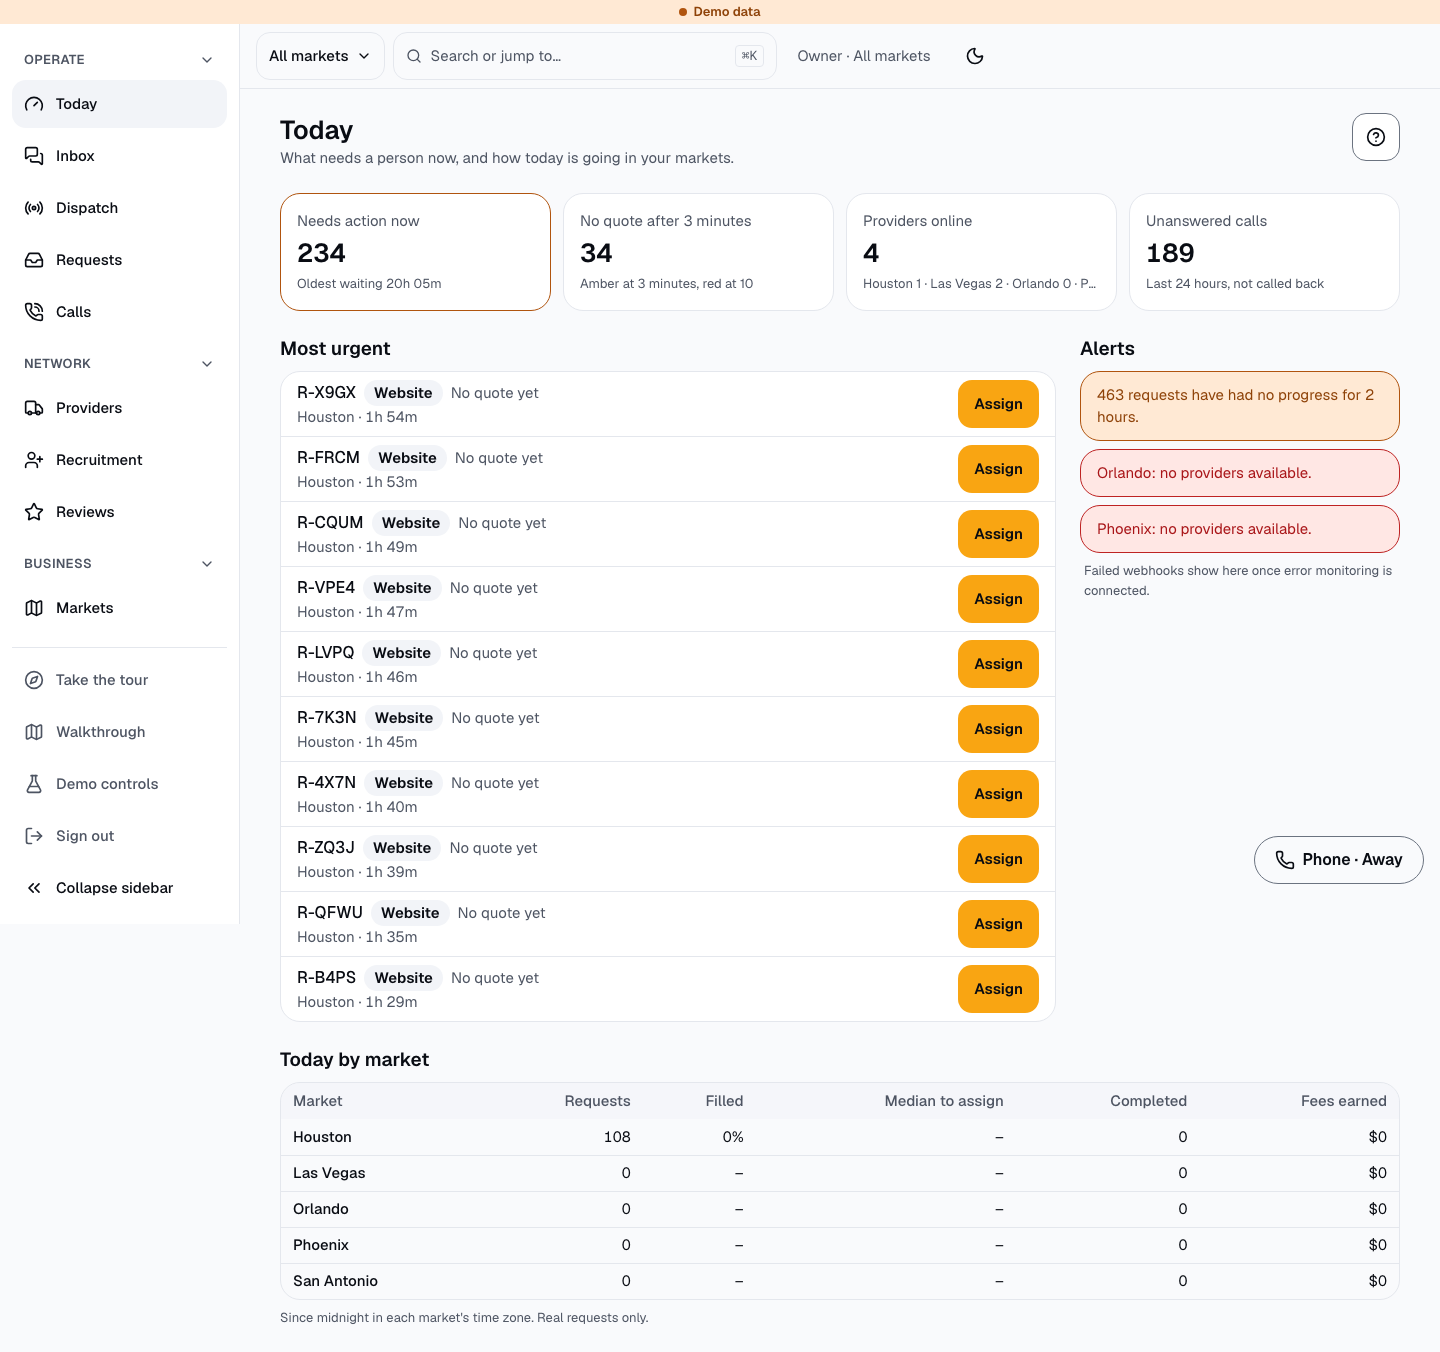 Demo data
OPERATE
Today
Inbox
Dispatch
Requests
Calls
NETWORK
Providers
Recruitment
Reviews
BUSINESS
Markets
Take the tour
Walkthrough
Demo controls
Sign out
Collapse sidebar
All markets
Search or jump to...
⌘K
Owner · All markets
Today
What needs a person now, and how today is going in your markets.
Needs action now
234
Oldest waiting 20h 05m
No quote after 3 minutes
34
Amber at 3 minutes, red at 10
Providers online
4
Houston 1 · Las Vegas 2 · Orlando 0 · P...
Unanswered calls
189
Last 24 hours, not called back
Most urgent
R-X9GX Website No quote yet
Houston · 1h 54m
Assign
R-FRCM Website No quote yet
Houston · 1h 53m
Assign
R-CQUM Website No quote yet
Houston · 1h 49m
Assign
R-VPE4 Website No quote yet
Houston · 1h 47m
Assign
R-LVPQ Website No quote yet
Houston · 1h 46m
Assign
R-7K3N Website No quote yet
Houston · 1h 45m
Assign
R-4X7N Website No quote yet
Houston · 1h 40m
Assign
R-ZQ3J Website No quote yet
Houston · 1h 39m
Assign
R-QFWU Website No quote yet
Houston · 1h 35m
Assign
R-B4PS Website No quote yet
Houston · 1h 29m
Assign
Alerts
463 requests have had no progress for 2
hours.
Orlando: no providers available.
Phoenix: no providers available.
Failed webhooks show here once error monitoring is
connected.
Phone · Away
Today by market
Market Requests Filled Median to assign Completed Fees earned
Houston 108 0% – 0 $0
Las Vegas 0 – – 0 $0
Orlando 0 – – 0 $0
Phoenix 0 – – 0 $0
San Antonio 0 – – 0 $0
Since midnight in each market's time zone. Real requests only.